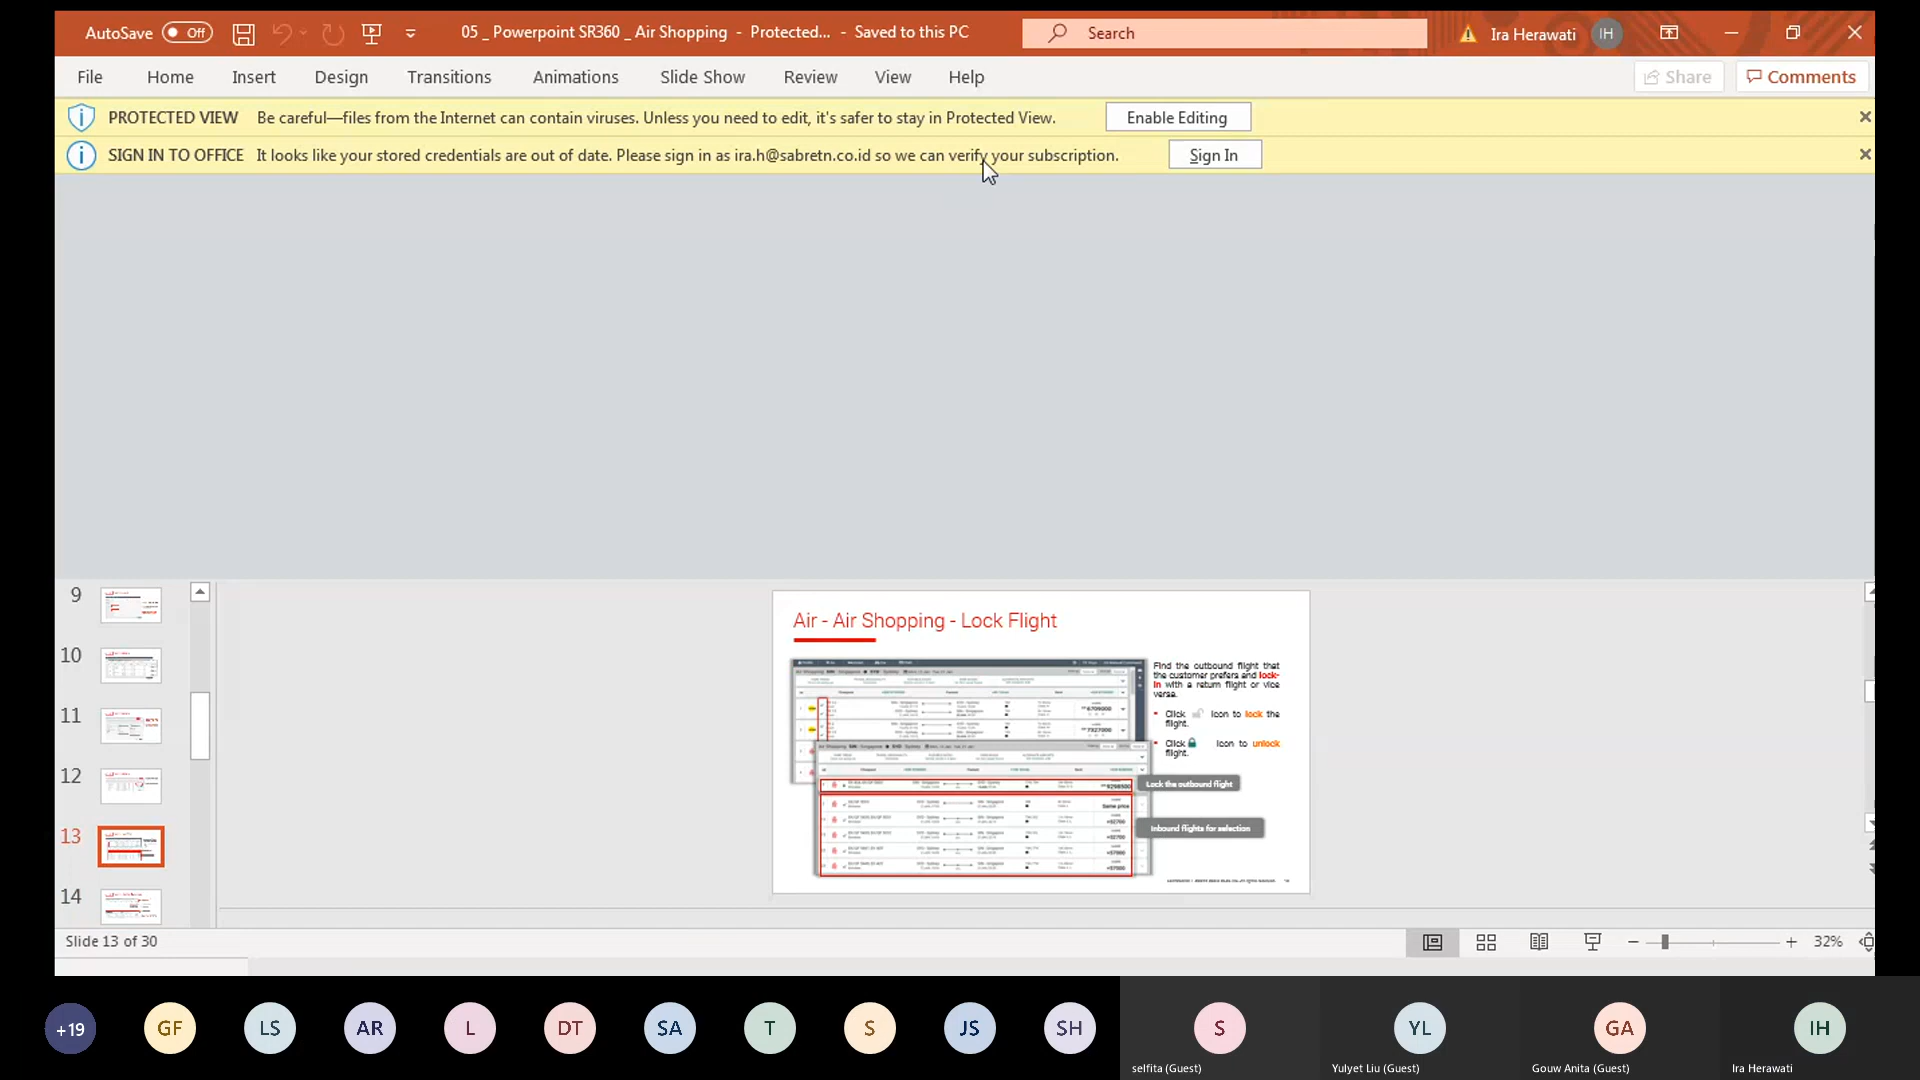 AutoSave Off
05 _ Powerpoint SR360 _ Air Shopping - Protected... - Saved to this PC
Search
Ira Herawati IH
File Home Insert Design Transitions Animations Slide Show Review View Help
Share Comments
PROTECTED VIEW Be careful—files from the Internet can contain viruses. Unless you need to edit, it's safer to stay in Protected View. Enable Editing
SIGN IN TO OFFICE It looks like your stored credentials are out of date. Please sign in as ira.h@sabretn.co.id so we can verify your subscription. Sign In
9
10
11
12
13
14
Air - Air Shopping - Lock Flight
Find the outbound flight that
the customer prefers and lock-
in with a return flight or vice
versa.
Click icon to lock the
flight.
Click icon to unlock
flight.
6709000
7327000
9298500
Lock the outbound flight
Same price
Inbound flights for selection
Slide 13 of 30
32%
+19 GF LS AR L DT SA T S JS SH S YL GA IH
selfita (Guest) Yulyet Liu (Guest) Gouw Anita (Guest) Ira Herawati